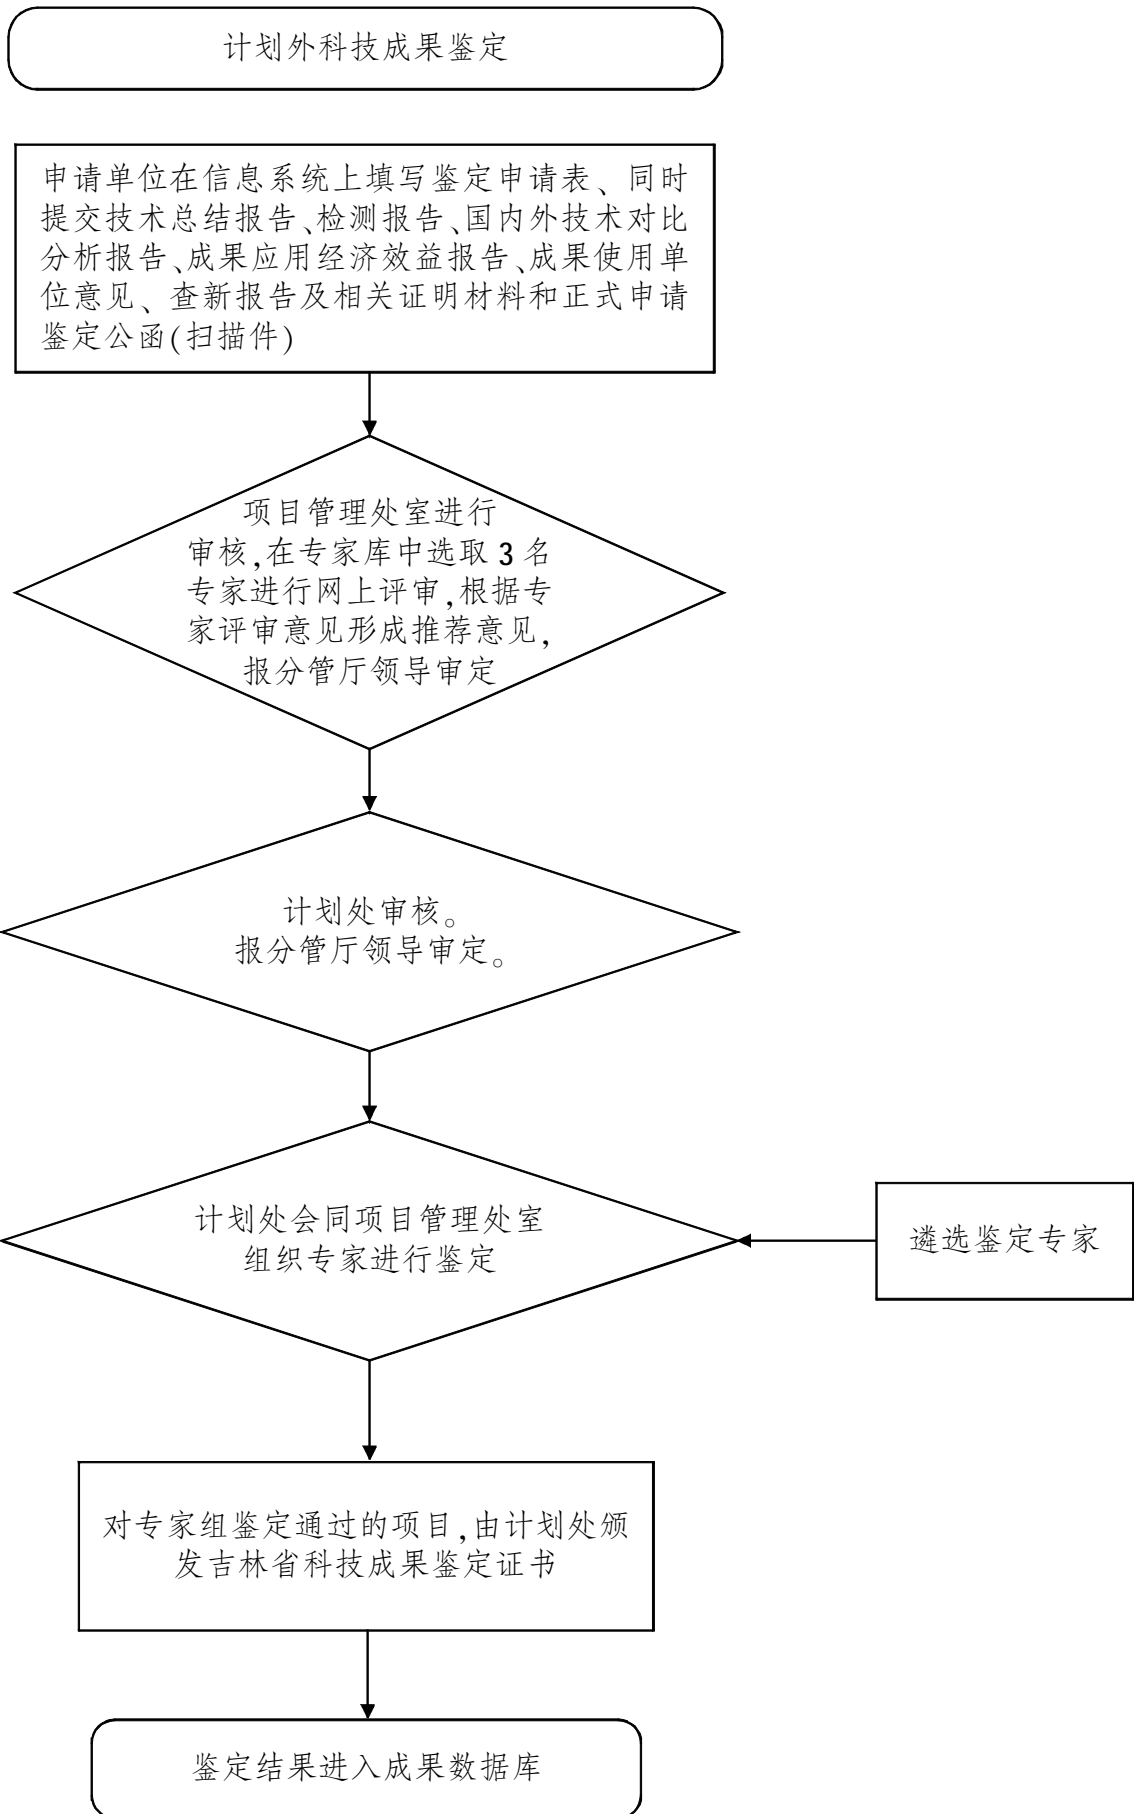 计划外科技成果鉴定
申请单位在信息系统上填写鉴定申请表、同时
提交技术总结报告、检测报告、国内外技术对比
分析报告、成果应用经济效益报告、成果使用单
位意见、查新报告及相关证明材料和正式申请
鉴定公函(扫描件)
项目管理处室进行
审核,在专家库中选取3名
专家进行网上评审,根据专
家评审意见形成推荐意见,
报分管厅领导审定
计划处审核。
报分管厅领导审定。
计划处会同项目管理处室
组织专家进行鉴定
遴选鉴定专家
对专家组鉴定通过的项目,由计划处颁
发吉林省科技成果鉴定证书
鉴定结果进入成果数据库